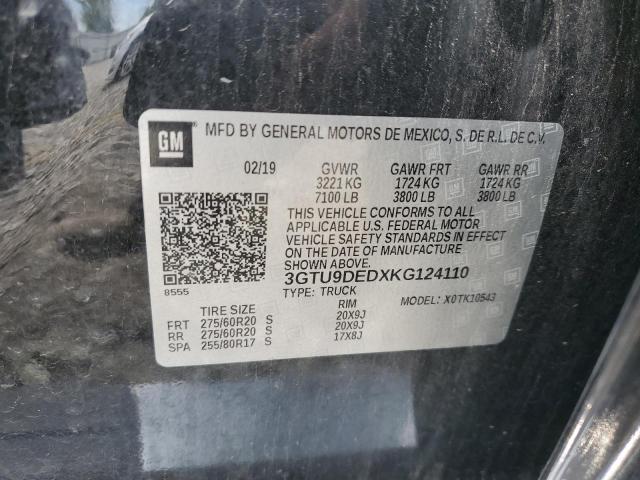 GM
MFD BY GENERAL MOTORS DE MEXICO, S. DE R.L. DE C.V.
02/19 GVWR GAWR FRT GAWR RR
3221 KG 1724 KG 1724 KG
7100 LB 3800 LB 3800 LB
THIS VEHICLE CONFORMS TO ALL
APPLICABLE U.S. FEDERAL MOTOR
VEHICLE SAFETY STANDARDS IN EFFECT
ON THE DATE OF MANUFACTURE
SHOWN ABOVE.
8555
3GTU9DEDXKG124110
TYPE: TRUCK MODEL: X0TK10543
TIRE SIZE RIM
FRT 275/60R20 S 20X9J
RR 275/60R20 S 20X9J
SPA 255/80R17 S 17X8J